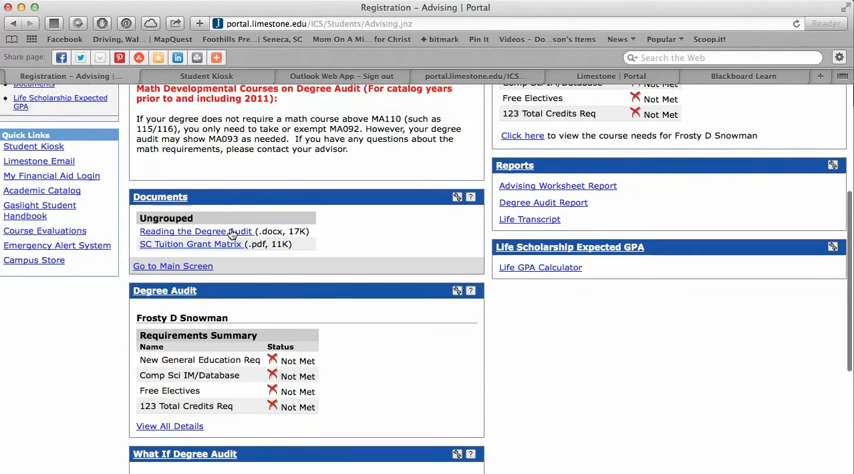 Registration – Advising | Portal
portal.limestone.edu/ICS/Students/Advising.jnz
Reader
Facebook
Driving, W...| MapQuest
Foothills Pre... | Seneca, SC
Mom On A Mi... for Christ
+ bitmark
Pin It
Videos - Do...son's Items
News
Popular
Scoop.it!
Share page:
Search the Web
Registration – Advising |...
Student Kiosk
Outlook Web App – Sign out
portal.limestone.edu/ICS...
Limestone | Portal
Blackboard Learn
Documents
Life Scholarship Expected
GPA
Quick Links
Student Kiosk
Limestone Email
My Financial Aid Login
Academic Catalog
Gaslight Student
Handbook
Course Evaluations
Emergency Alert System
Campus Store
Math Developmental Courses on Degree Audit (For catalog years
prior to and including 2011):
If your degree does not require a math course above MA110 (such as
115/116), you only need to take or exempt MA092. However, your degree
audit may show MA093 as needed. If you have any questions about the
math requirements, please contact your advisor.
Documents
Ungrouped
Reading the Degree Audit (.docx, 17K)
SC Tuition Grant Matrix (.pdf, 11K)
Go to Main Screen
Degree Audit
Frosty D Snowman
Requirements Summary
Name Status
New General Education Req Not Met
Comp Sci IM/Database Not Met
Free Electives Not Met
123 Total Credits Req Not Met
View All Details
What If Degree Audit
Comp Sci IM/Database Not Met
Free Electives Not Met
123 Total Credits Req Not Met
Click here to view the course needs for Frosty D Snowman
Reports
Advising Worksheet Report
Degree Audit Report
Life Transcript
Life Scholarship Expected GPA
Life GPA Calculator